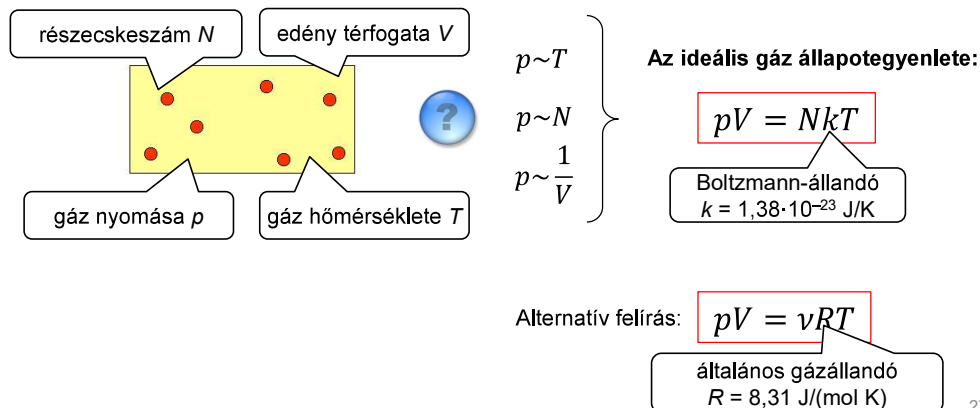 részecskeszám N
edény térfogata V
gáz nyomása p
gáz hőmérséklete T
?
p~T
p~N
p~1/V
Az ideális gáz állapotegyenlete:
pV = NkT
Boltzmann-állandó
k = 1,38·10⁻²³ J/K
Alternatív felírás:
pV = νRT
általános gázállandó
R = 8,31 J/(mol K)
2